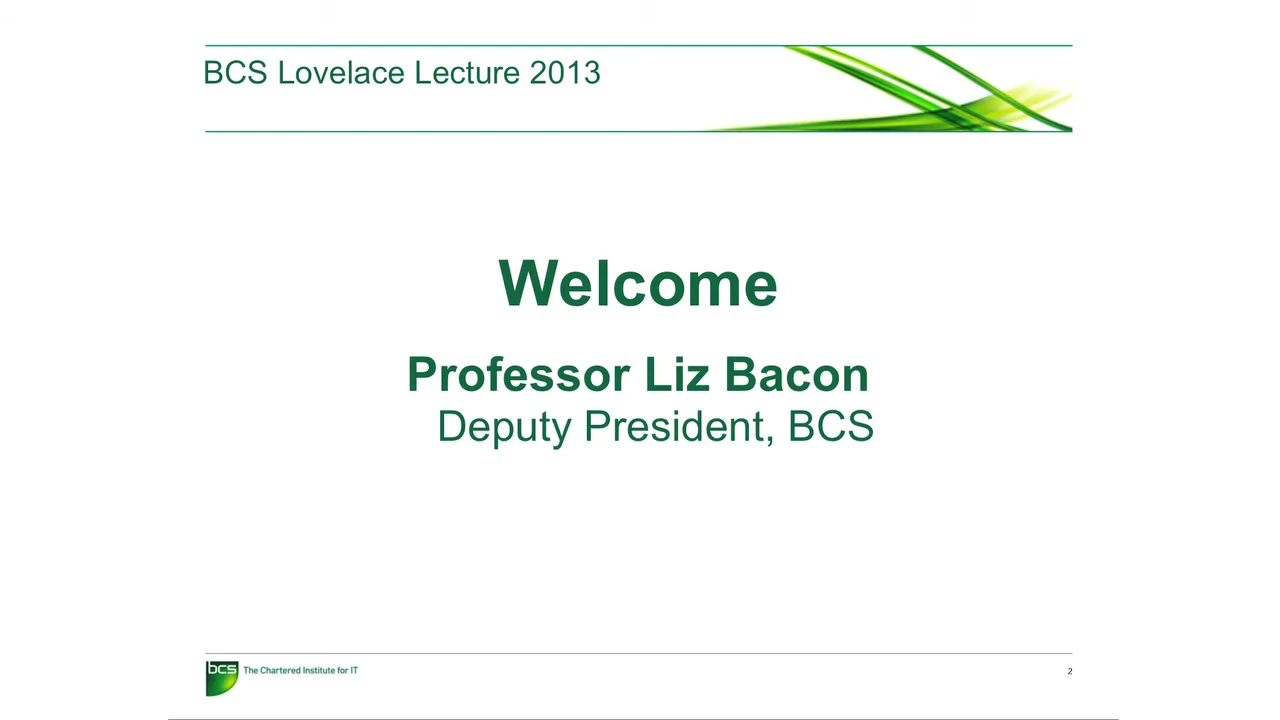 BCS Lovelace Lecture 2013
Welcome
Professor Liz Bacon
Deputy President, BCS
bcs The Chartered Institute for IT
2